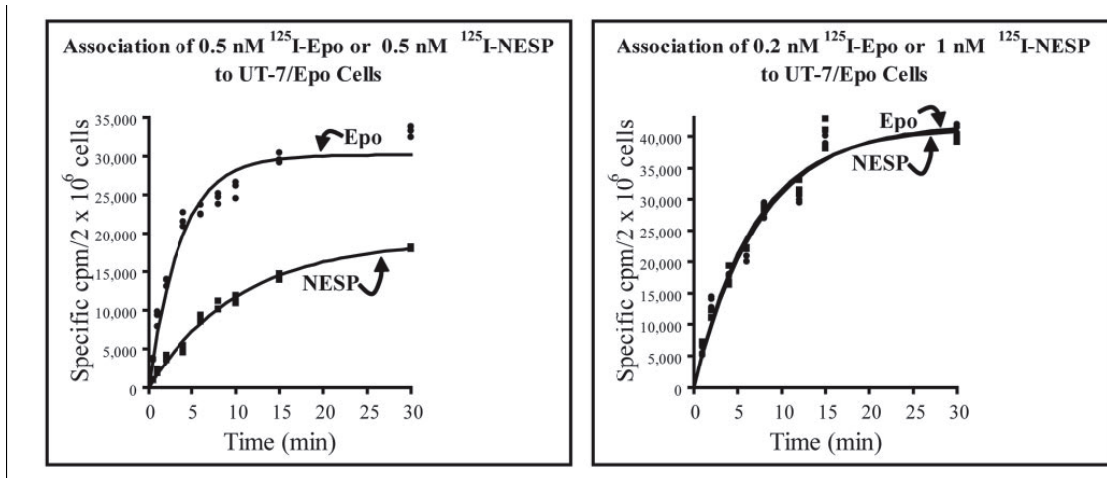 Association of 0.5 nM ¹²⁵I-Epo or 0.5 nM ¹²⁵I-NESP
to UT-7/Epo Cells
Specific cpm/2 x 10⁶ cells
35,000
30,000
25,000
20,000
15,000
10,000
5,000
0
Epo
NESP
0 5 10 15 20 25 30
Time (min)
Association of 0.2 nM ¹²⁵I-Epo or 1 nM ¹²⁵I-NESP
to UT-7/Epo Cells
Specific cpm/2 x 10⁶ cells
40,000
35,000
30,000
25,000
20,000
15,000
10,000
5,000
0
Epo
NESP
0 5 10 15 20 25 30
Time (min)